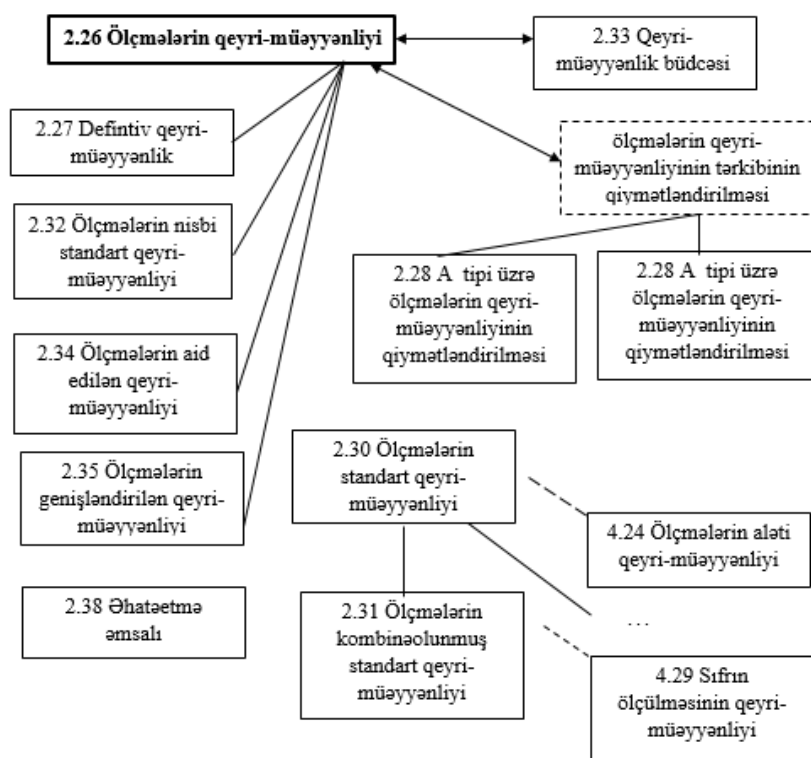 2.26 Ölçmələrin qeyri-müəyyənliyi
2.33 Qeyri-
müəyyənlik büdcəsi
2.27 Defintiv qeyri-
müəyyənlik
ölçmələrin qeyri-
müəyyənliyinin tərkibinin
qiymətləndirilməsi
2.32 Ölçmələrin nisbi
standart qeyri-
müəyyənliyi
2.28 A tipi üzrə
ölçmələrin qeyri-
müəyyənliyinin
qiymətləndirilməsi
2.28 A tipi üzrə
ölçmələrin qeyri-
müəyyənliyinin
qiymətləndirilməsi
2.34 Ölçmələrin aid
edilən qeyri-
müəyyənliyi
2.30 Ölçmələrin
standart qeyri-
müəyyənliyi
2.35 Ölçmələrin
genişləndirilən qeyri-
müəyyənliyi
4.24 Ölçmələrin aləti
qeyri-müəyyənliyi
2.38 Əhatəetmə
əmsalı
2.31 Ölçmələrin
kombinəolunmuş
standart qeyri-
müəyyənliyi
...
4.29 Sıfrın
ölçülməsinin qeyri-
müəyyənliyi